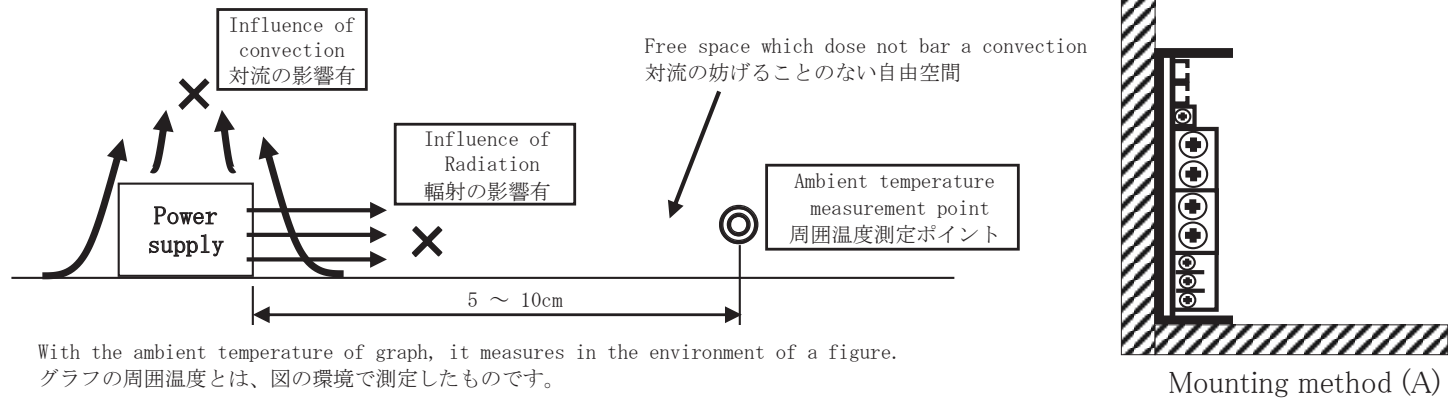 Influence of
convection
対流の影響有
Free space which dose not bar a convection
対流の妨げることのない自由空間
Influence of
Radiation
輻射の影響有
Power
supply
Ambient temperature
measurement point
周囲温度測定ポイント
5 ～ 10cm
With the ambient temperature of graph, it measures in the environment of a figure.
グラフの周囲温度とは、図の環境で測定したものです。
Mounting method (A)